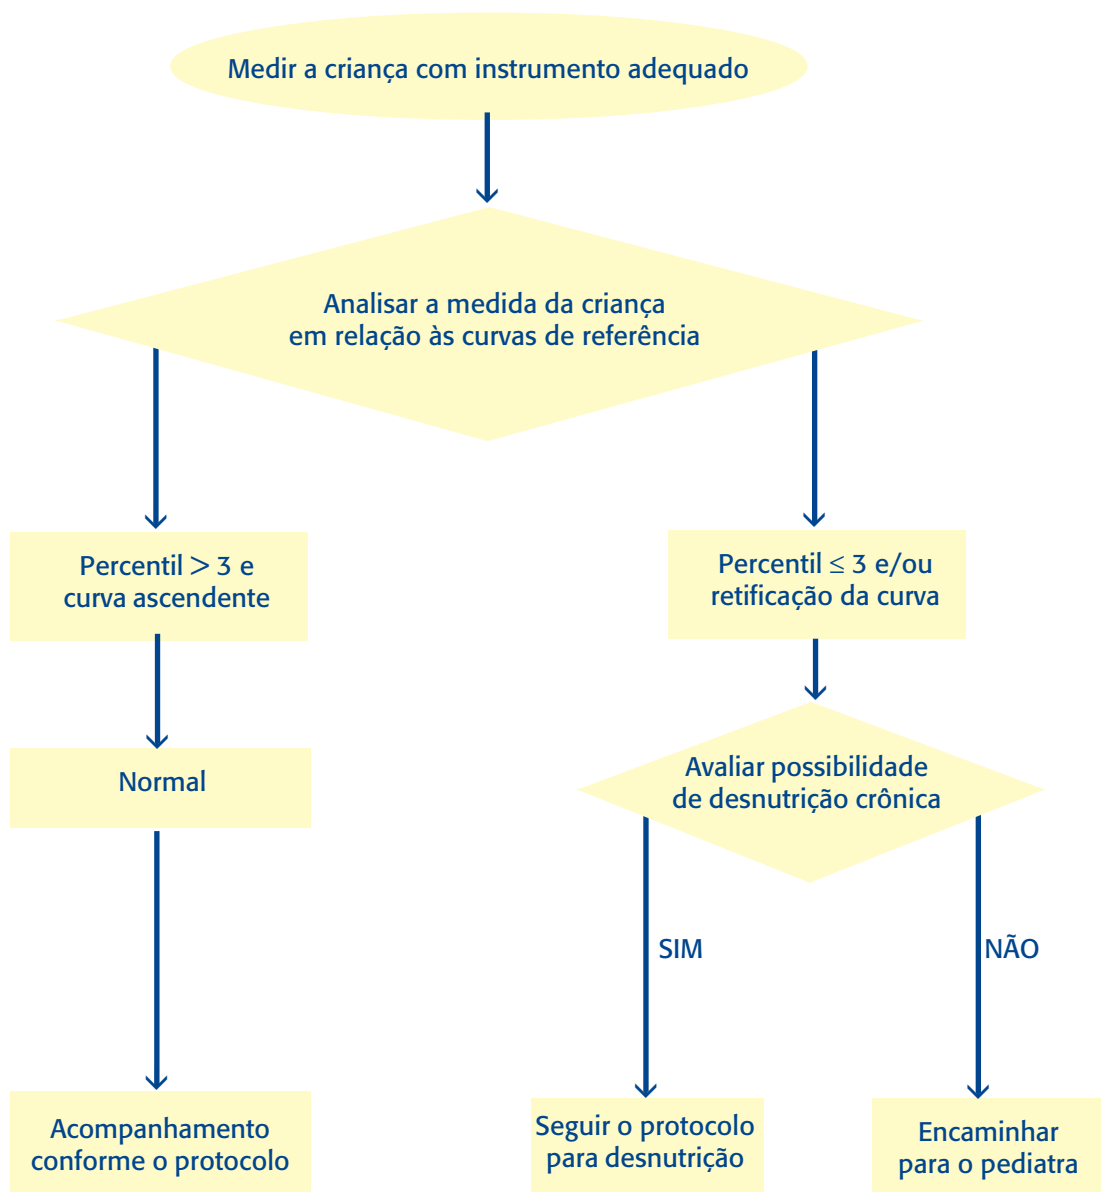 Medir a criança com instrumento adequado
Analisar a medida da criança
em relação às curvas de referência
Percentil > 3 e
curva ascendente
Percentil ≤ 3 e/ou
retificação da curva
Normal
Avaliar possibilidade
de desnutrição crônica
SIM
NÃO
Acompanhamento
conforme o protocolo
Seguir o protocolo
para desnutrição
Encaminhar
para o pediatra